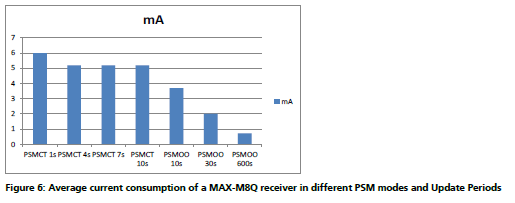 mA
7
6
5
4
3
2
1
0
PSMCT 1s PSMCT 4s PSMCT 7s PSMCT 10s PSMOO 10s PSMOO 30s PSMOO 600s
mA
Figure 6: Average current consumption of a MAX-M8Q receiver in different PSM modes and Update Periods